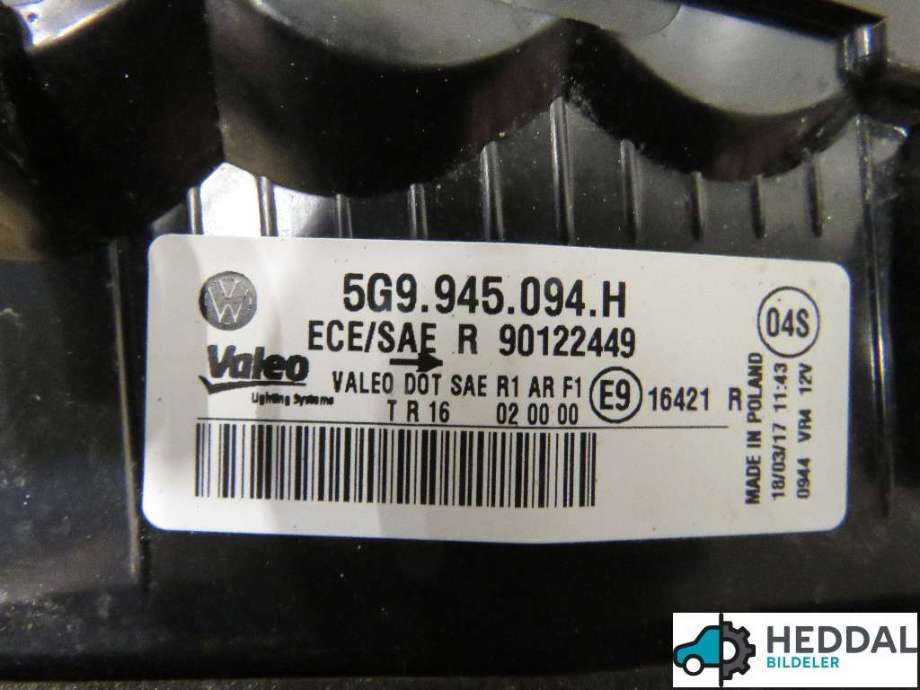 5G9.945.094.H
ECE/SAE R 90122449
Valeo
Lighting Systems
VALEO DOT SAE R1 AR F1 E9 16421 R
T R 16 02 00 00
04S
MADE IN POLAND
18/03/17 11:43
0944 VR4 12V
HEDDAL
BILDELER